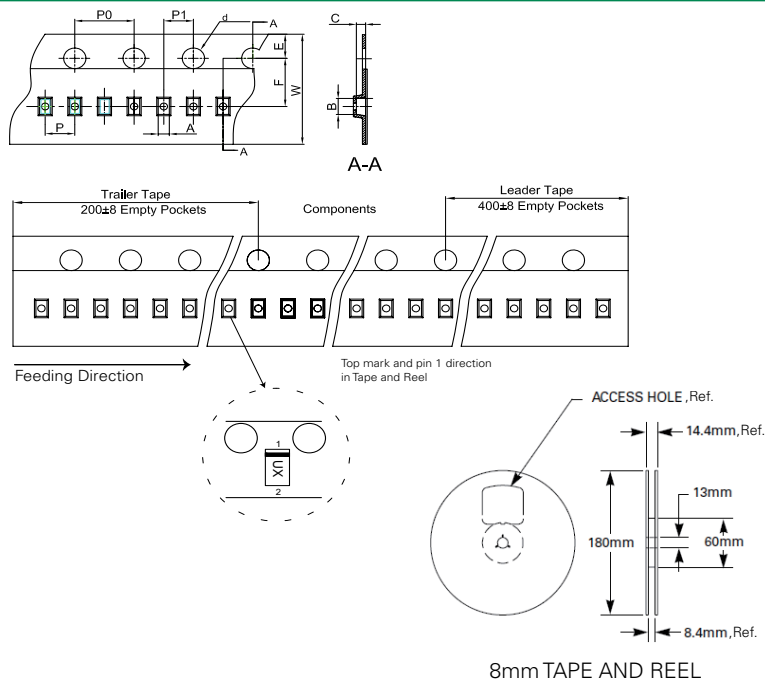 P0 P1 d A
C
E
F
W
B
P A
A
A-A
Trailer Tape
200±8 Empty Pockets
Components
Leader Tape
400±8 Empty Pockets
Feeding Direction
Top mark and pin 1 direction
in Tape and Reel
1
UX
2
ACCESS HOLE, Ref.
14.4mm, Ref.
13mm
180mm
60mm
8.4mm, Ref.
8mm TAPE AND REEL